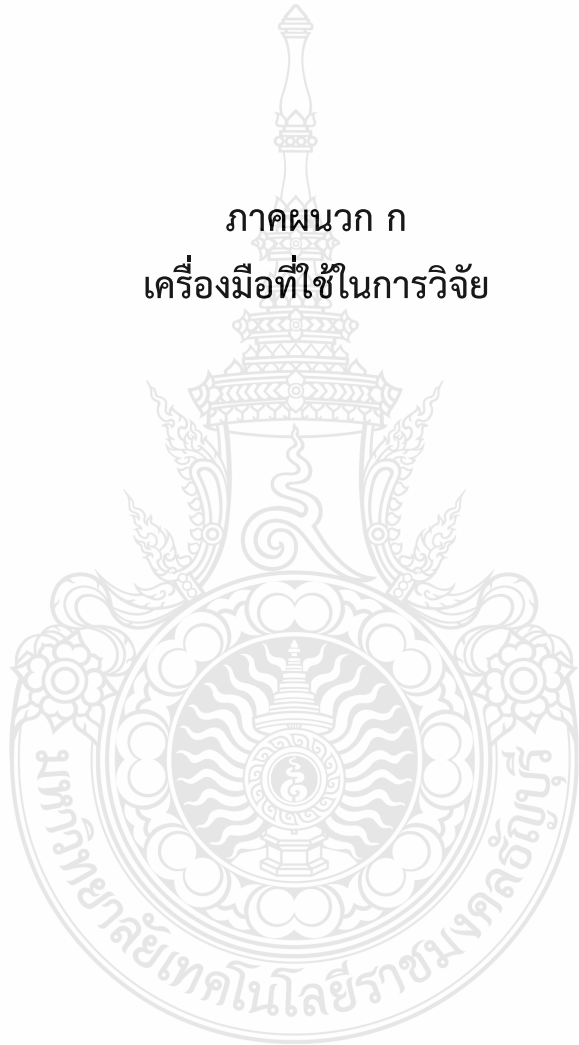 ภาคผนวก ก
เครื่องมือที่ใช้ในการวิจัย
มหาวิทยาลัยเทคโนโลยีราชมงคลธัญบุรี